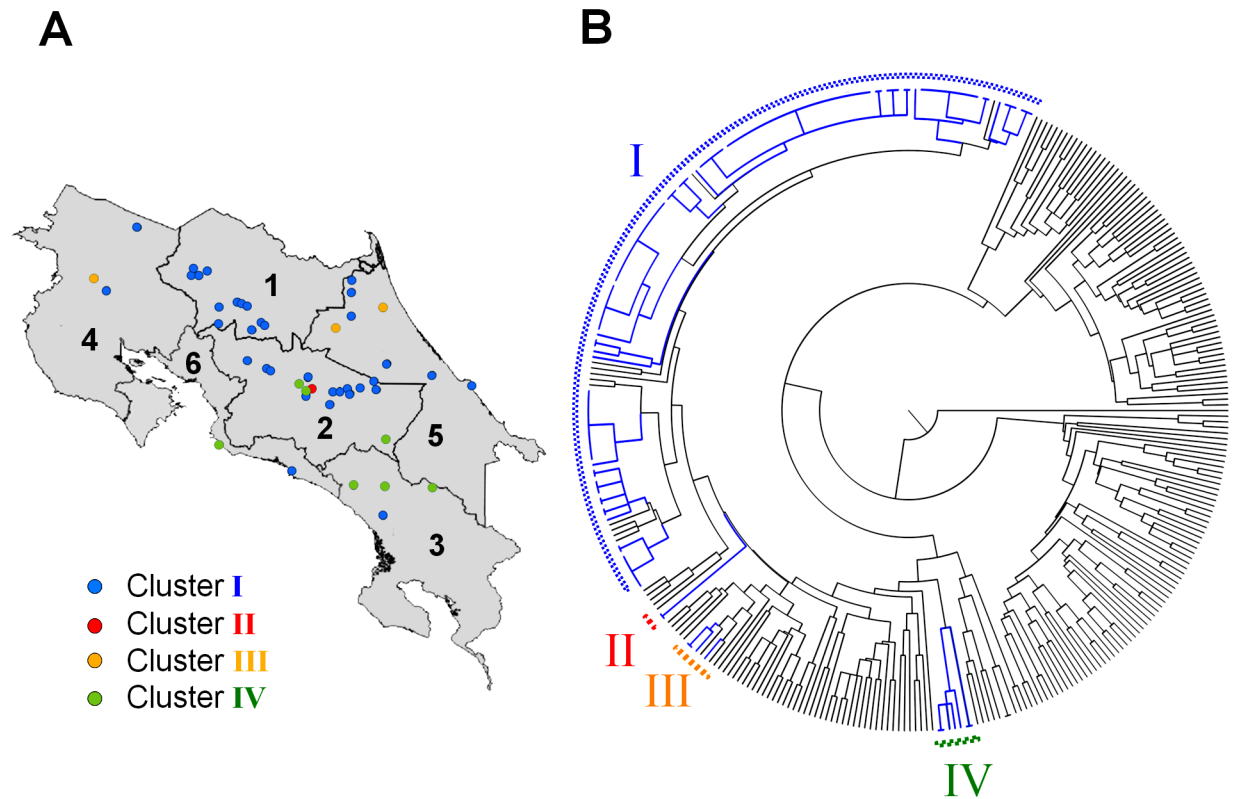 A
B
I
1
4
6
2
5
3
Cluster I
Cluster II
Cluster III
Cluster IV
II
III
IV